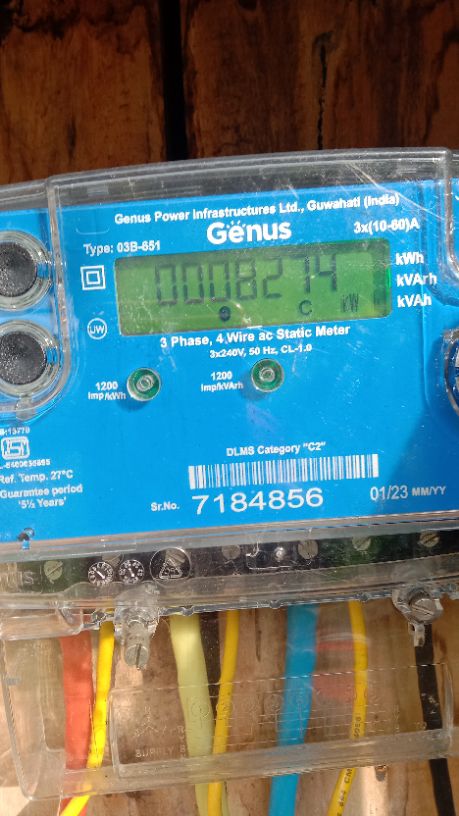 Genus Power Infrastructures Ltd., Guwahati (India)
Genus
3x(10-60)A
Type: 03B-651
0008274
C
kW
kWh
kVArh
kVAh
UW
3 Phase, 4 Wire ac Static Meter
3x240V, 50 Hz, CL-1.0
1200
Imp/kWh
1200
Imp/kVArh
Ref. Temp. 27°C
Guarantee period
'5½ Years'
DLMS Category "C2"
Sr.No. 7184856
01/23 MM/YY